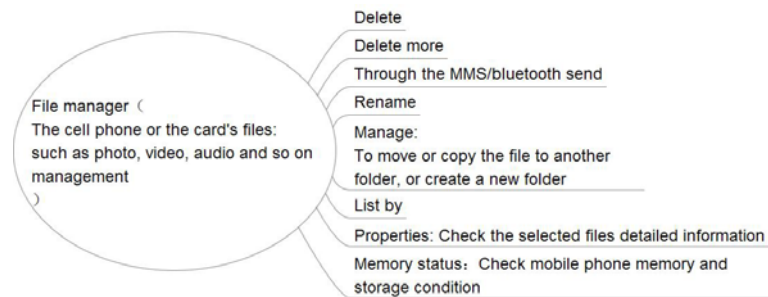 Delete
Delete more
Through the MMS/bluetooth send
Rename
File manager（
The cell phone or the card's files:
such as photo, video, audio and so on
management
）
Manage:
To move or copy the file to another
folder, or create a new folder
List by
Properties: Check the selected files detailed information
Memory status：Check mobile phone memory and
storage condition